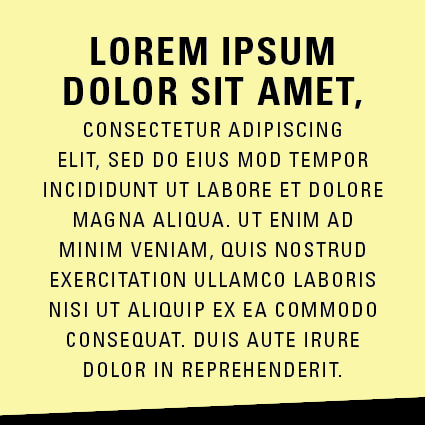 LOREM IPSUM
DOLOR SIT AMET,
CONSECTETUR ADIPISCING
ELIT, SED DO EIUS MOD TEMPOR
INCIDIDUNT UT LABORE ET DOLORE
MAGNA ALIQUA. UT ENIM AD
MINIM VENIAM, QUIS NOSTRUD
EXERCITATION ULLAMCO LABORIS
NISI UT ALIQUIP EX EA COMMODO
CONSEQUAT. DUIS AUTE IRURE
DOLOR IN REPREHENDERIT.